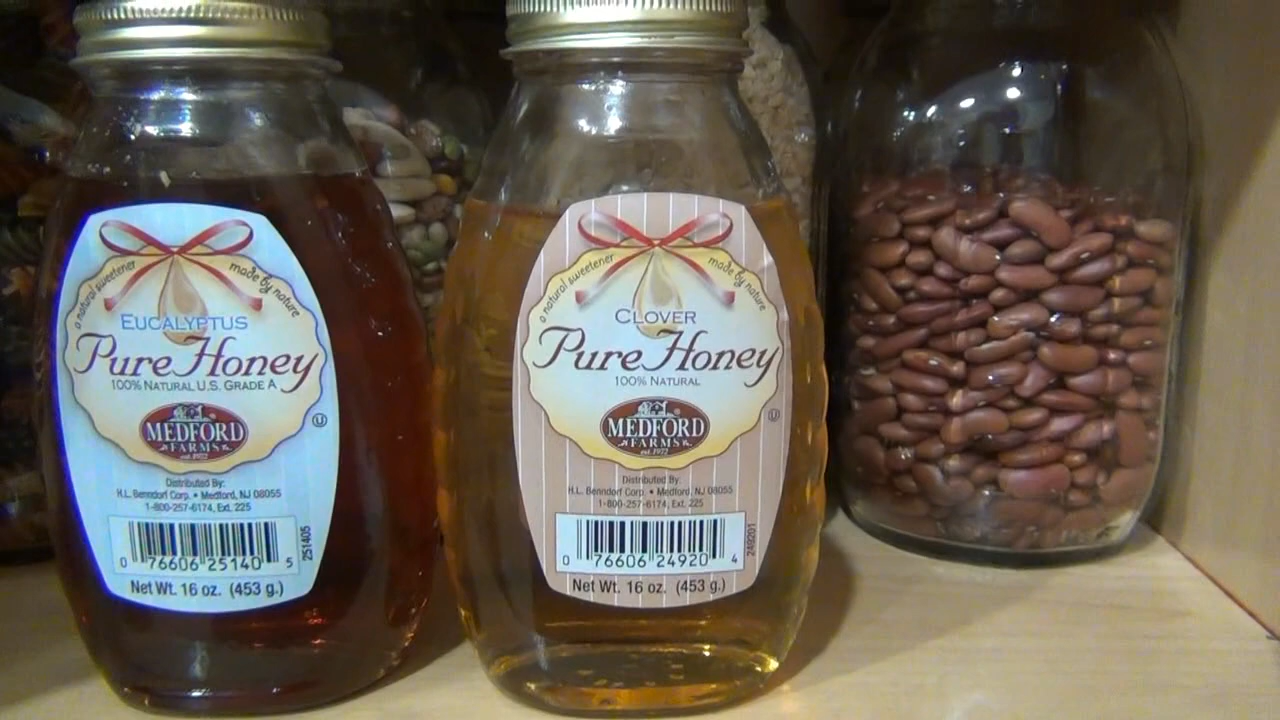 a natural sweetener made by nature
EUCALYPTUS
Pure Honey
100% NATURAL U.S. GRADE A
MEDFORD
FARMS
est. 1972
U
Distributed By:
H.L. Benndorf Corp. • Medford, NJ 08055
1-800-257-6174, Ext. 225
251405
0 76606 25140 5
Net Wt. 16 oz. (453 g.)
a natural sweetener made by nature
CLOVER
Pure Honey
100% NATURAL
MEDFORD
FARMS
est. 1972
U
Distributed By:
H.L. Benndorf Corp. • Medford, NJ 08055
1-800-257-6174, Ext. 225
249201
0 76606 24920 4
Net Wt. 16 oz. (453 g.)